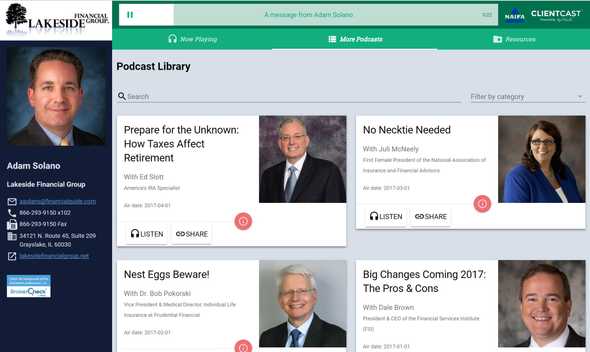 LAKESIDE FINANCIAL GROUP,
Adam Solano
Lakeside Financial Group
866-293-9150 x102
866-293-9150 Fax
34121 N. Route 45, Suite 209
Grayslake, IL 60030
lakesidefinancialgroup.net
BrokerCheck
A message from Adam Solano
NAIFA
CLIENTCAST
Now Playing
More Podcasts
Resources
Podcast Library
Search
Filter by category
Prepare for the Unknown:
How Taxes Affect
Retirement
With Ed Slott
America's IRA Specialist
Air date: 2017-04-01
LISTEN
SHARE
No Necktie Needed
With Juli McNeely
First Female President of the National Association of
Insurance and Financial Advisors
Air date: 2017-03-01
LISTEN
SHARE
Nest Eggs Beware!
With Dr. Bob Pokorski
Vice President & Medical Director, Individual Life
Insurance at Prudential Financial
Air date: 2017-02-01
Big Changes Coming 2017:
The Pros & Cons
With Dale Brown
President & CEO of the Financial Services Institute
(FSI)
Air date: 2017-01-01